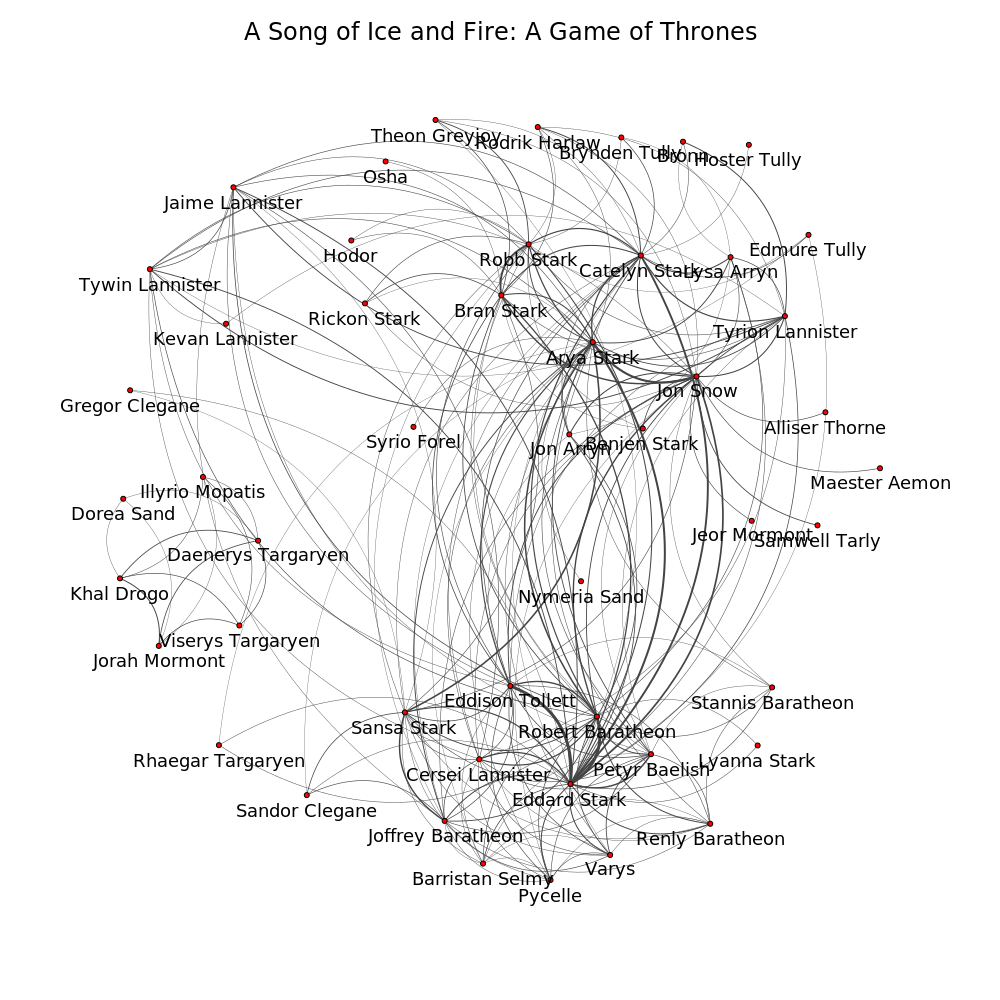 A Song of Ice and Fire: A Game of Thrones
Theon Greyjoy
Rodrik Harlaw
Brynden Tully
Bronn
Hoster Tully
Osha
Jaime Lannister
Hodor
Robb Stark
Catelyn Stark
Lysa Arryn
Edmure Tully
Tywin Lannister
Rickon Stark
Bran Stark
Kevan Lannister
Tyrion Lannister
Arya Stark
Jon Snow
Gregor Clegane
Syrio Forel
Jon Arryn
Benjen Stark
Alliser Thorne
Maester Aemon
Illyrio Mopatis
Dorea Sand
Daenerys Targaryen
Jeor Mormont
Samwell Tarly
Khal Drogo
Nymeria Sand
Viserys Targaryen
Jorah Mormont
Eddison Tollett
Stannis Baratheon
Sansa Stark
Robert Baratheon
Rhaegar Targaryen
Cersei Lannister
Petyr Baelish
Lyanna Stark
Eddard Stark
Sandor Clegane
Joffrey Baratheon
Renly Baratheon
Barristan Selmy
Varys
Pycelle